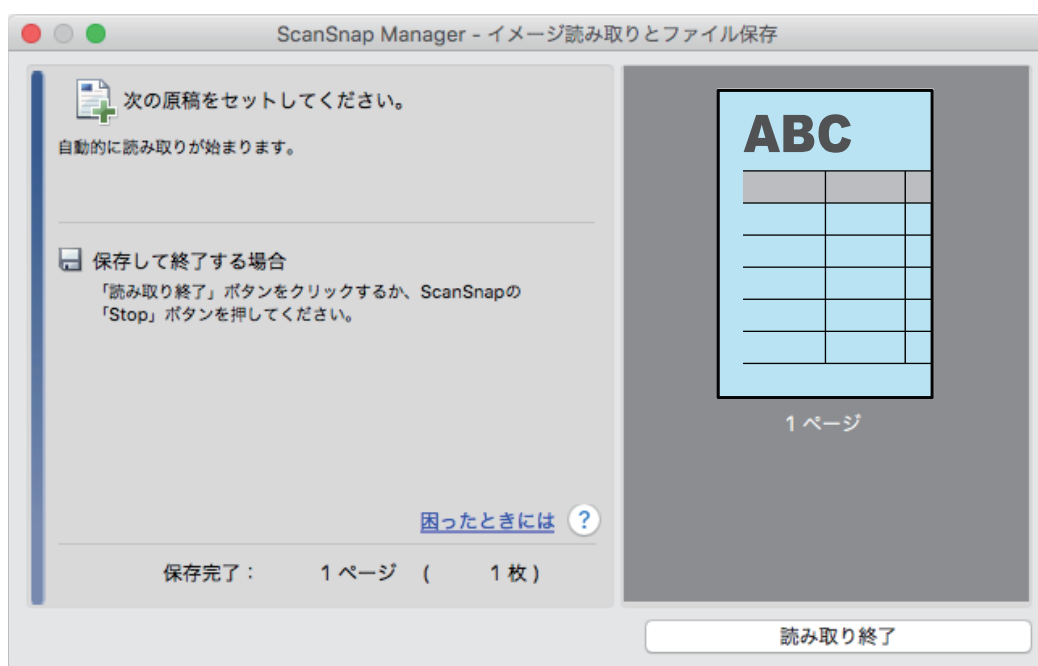 ScanSnap Manager - イメージ読み取りとファイル保存
次の原稿をセットしてください。
自動的に読み取りが始まります。
保存して終了する場合
「読み取り終了」ボタンをクリックするか、ScanSnapの
「Stop」ボタンを押してください。
困ったときには ?
保存完了： 1 ページ ( 1 枚 )
ABC
1 ページ
読み取り終了